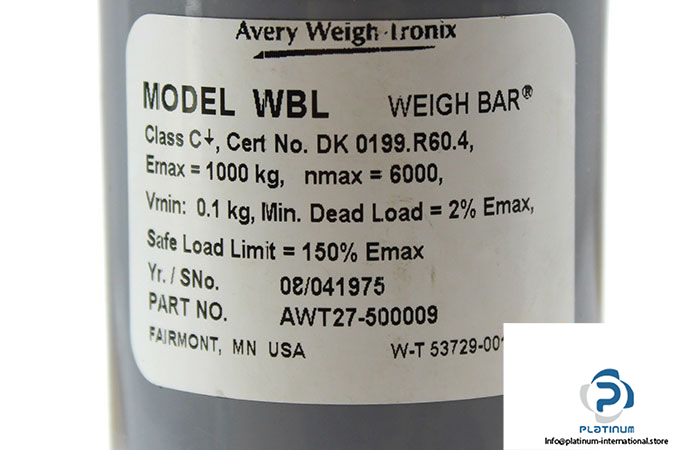 Avery Weigh-Tronix
MODEL WBL WEIGH BAR®
Class C↓, Cert No. DK 0199.R60.4,
Emax = 1000 kg, nmax = 6000,
Vmin: 0.1 kg, Min. Dead Load = 2% Emax,
Safe Load Limit = 150% Emax
Yr. / SNo. 08/041975
PART NO. AWT27-500009
FAIRMONT, MN USA W-T 53729-001
PLATINUM
Info@platinum-international.store